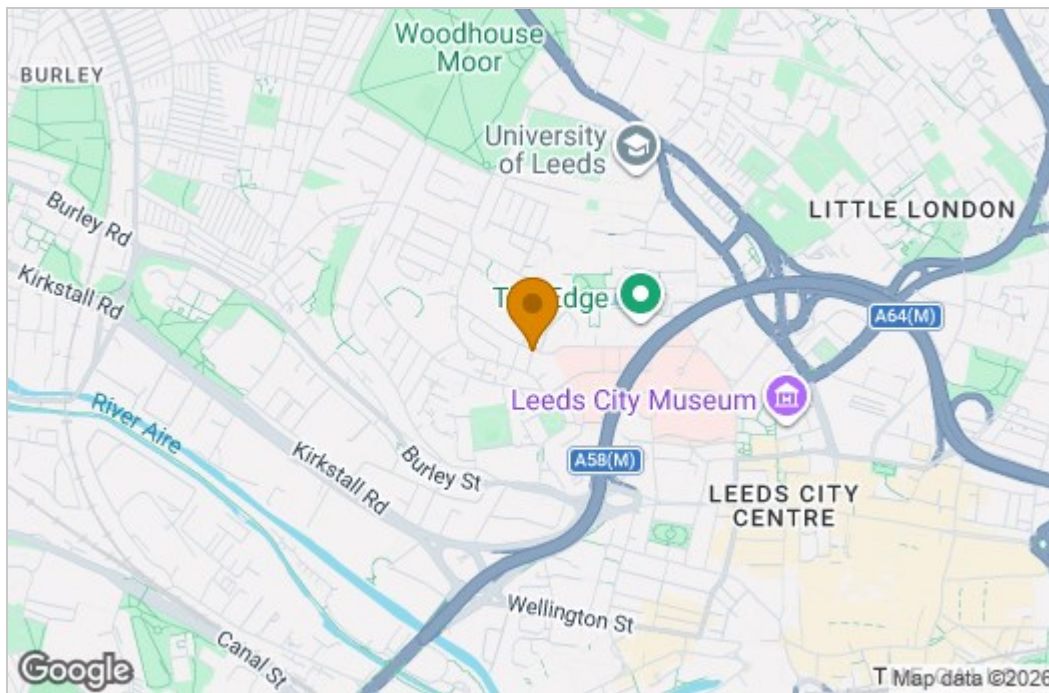 Woodhouse
Moor
BURLEY
University
of Leeds
LITTLE LONDON
Burley Rd
Kirkstall Rd
Edge
A64(M)
River Aire
Leeds City Museum
Kirkstall Rd
Burley St
A58(M)
LEEDS CITY
CENTRE
Wellington St
Canal St
Google
Map data ©2026